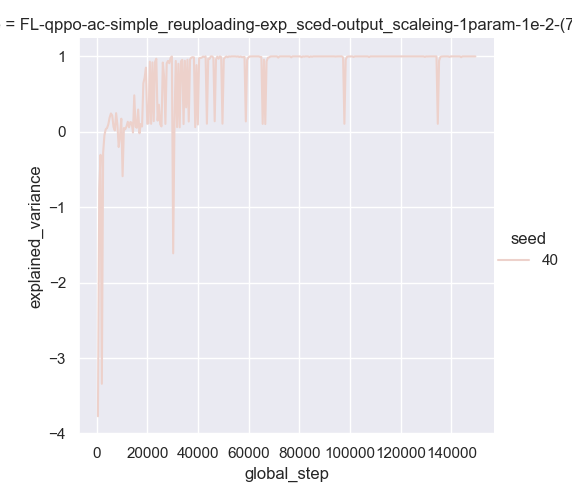 = FL-qppo-ac-simple_reuploading-exp_sced-output_scaleing-1param-1e-2-(7
1
0
−1
−2
−3
−4
explained_variance
0 20000 40000 60000 80000 100000 120000 140000
global_step
seed
40